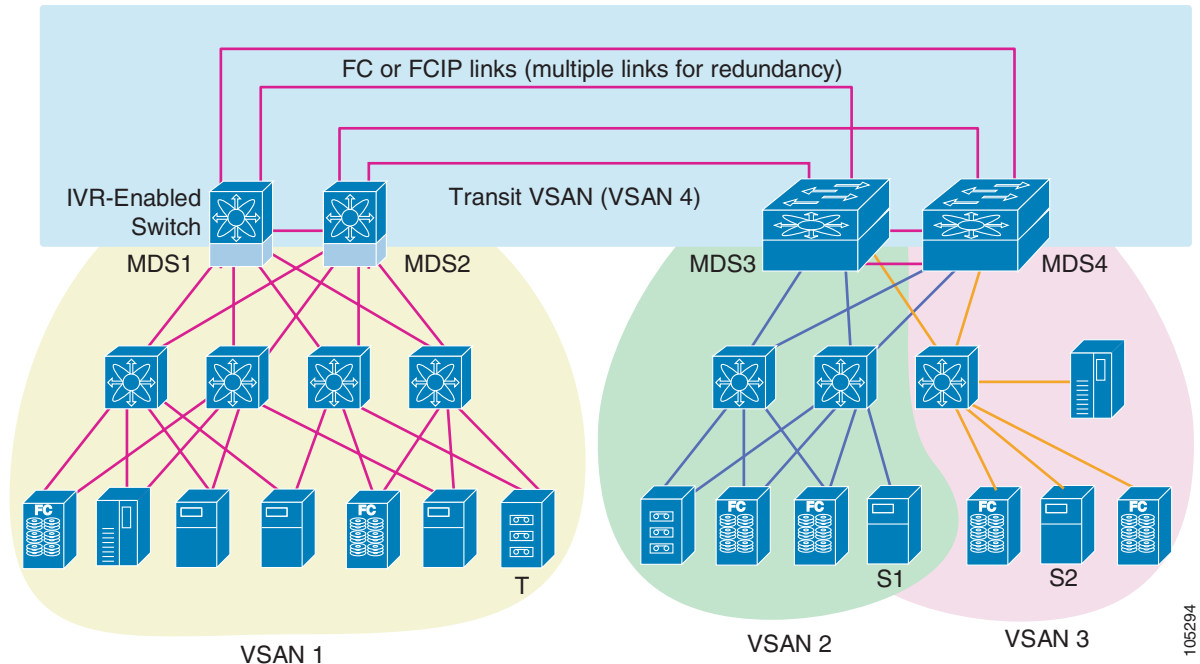 FC or FCIP links (multiple links for redundancy)
IVR-Enabled
Switch
Transit VSAN (VSAN 4)
MDS1
MDS2
MDS3
MDS4
FC
FC
FC
FC
FC
FC
T
S1
S2
VSAN 1
VSAN 2
VSAN 3
105294